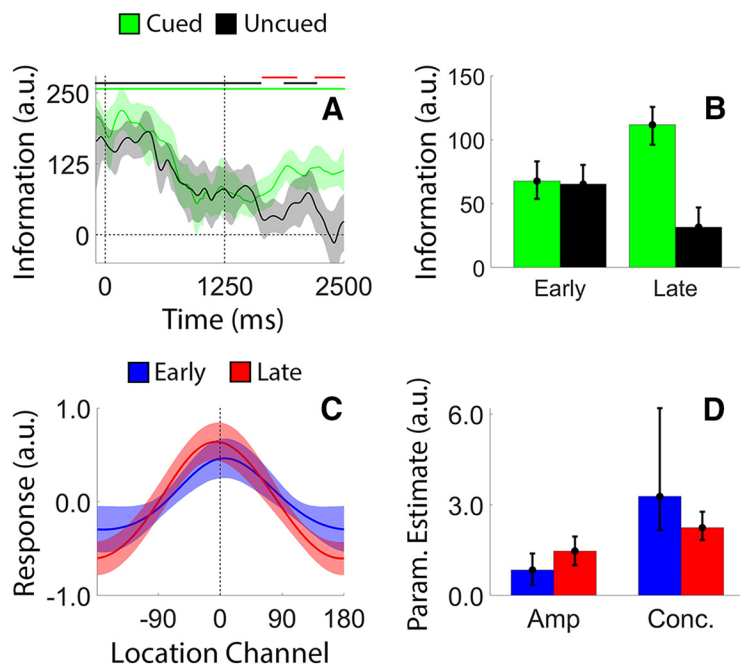 Cued Uncued
Information (a.u.)
250
125
0
A
0 1250 2500
Time (ms)
Information (a.u.)
150
100
50
0
B
Early Late
Early Late
Response (a.u.)
1.0
0.0
-1.0
C
-90 0 90 180
Location Channel
Param. Estimate (a.u.)
6.0
3.0
0.0
D
Amp Conc.